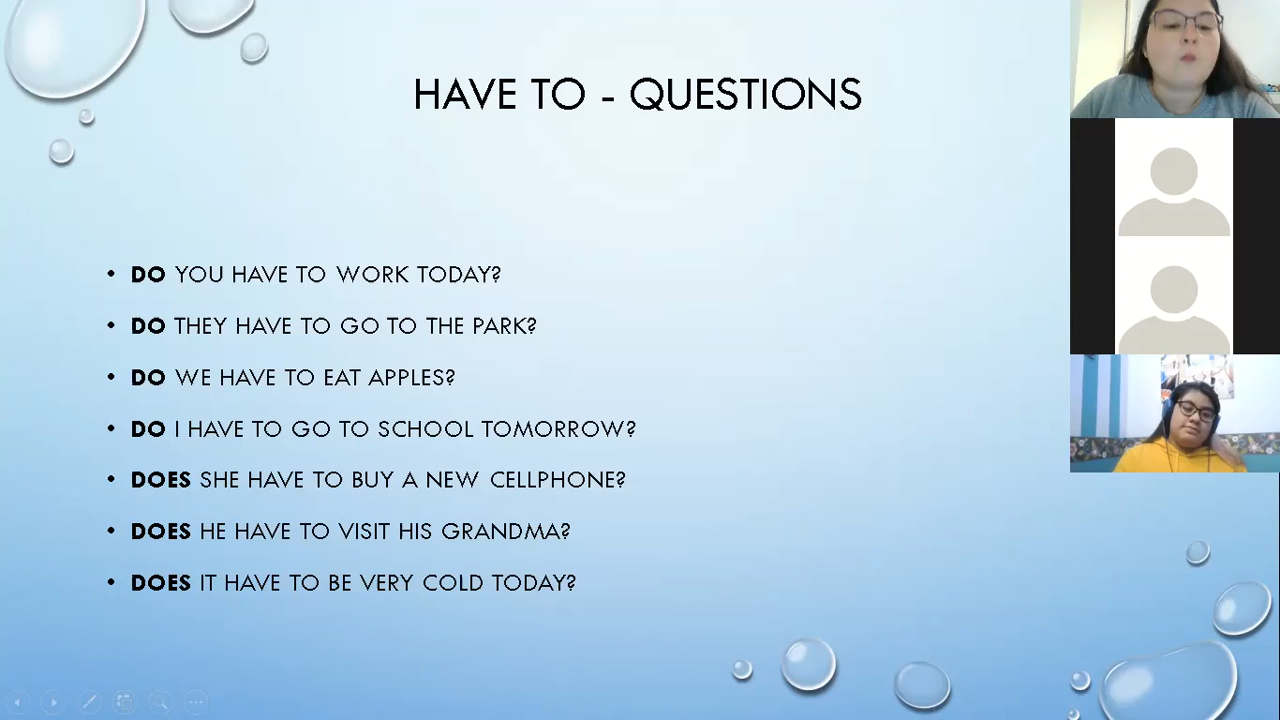 HAVE TO - QUESTIONS
• DO YOU HAVE TO WORK TODAY?
• DO THEY HAVE TO GO TO THE PARK?
• DO WE HAVE TO EAT APPLES?
• DO I HAVE TO GO TO SCHOOL TOMORROW?
• DOES SHE HAVE TO BUY A NEW CELLPHONE?
• DOES HE HAVE TO VISIT HIS GRANDMA?
• DOES IT HAVE TO BE VERY COLD TODAY?